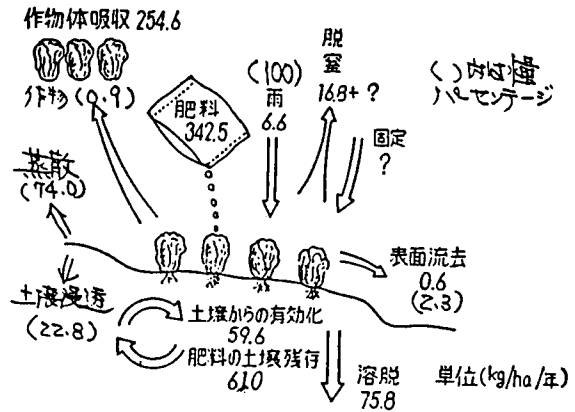 作物体吸収 254.6
作物(0.9)
肥料
342.5
(100)
雨
6.6
脱
窒
16.8+ ?
固定
?
( )内は量
パーセンテージ
蒸散
(74.0)
表面流去
0.6
(2.3)
土壌浸透
(22.8)
土壌からの有効化
59.6
肥料の土壌残存
61.0
溶脱
75.8
単位(kg/ha/年)